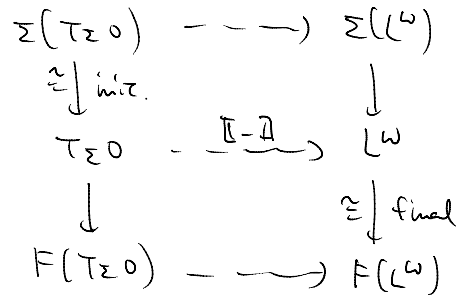 Σ(T_Σ 0) ---> Σ(L^ω)
≅ ↓ init. ↓
T_Σ 0 --⟦-⟧--> L^ω
↓ ≅ ↓ final
F(T_Σ 0) ---> F(L^ω)